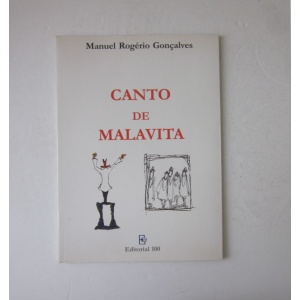 Manuel Rogério Gonçalves
CANTO
DE
MALAVITA
Editorial 100